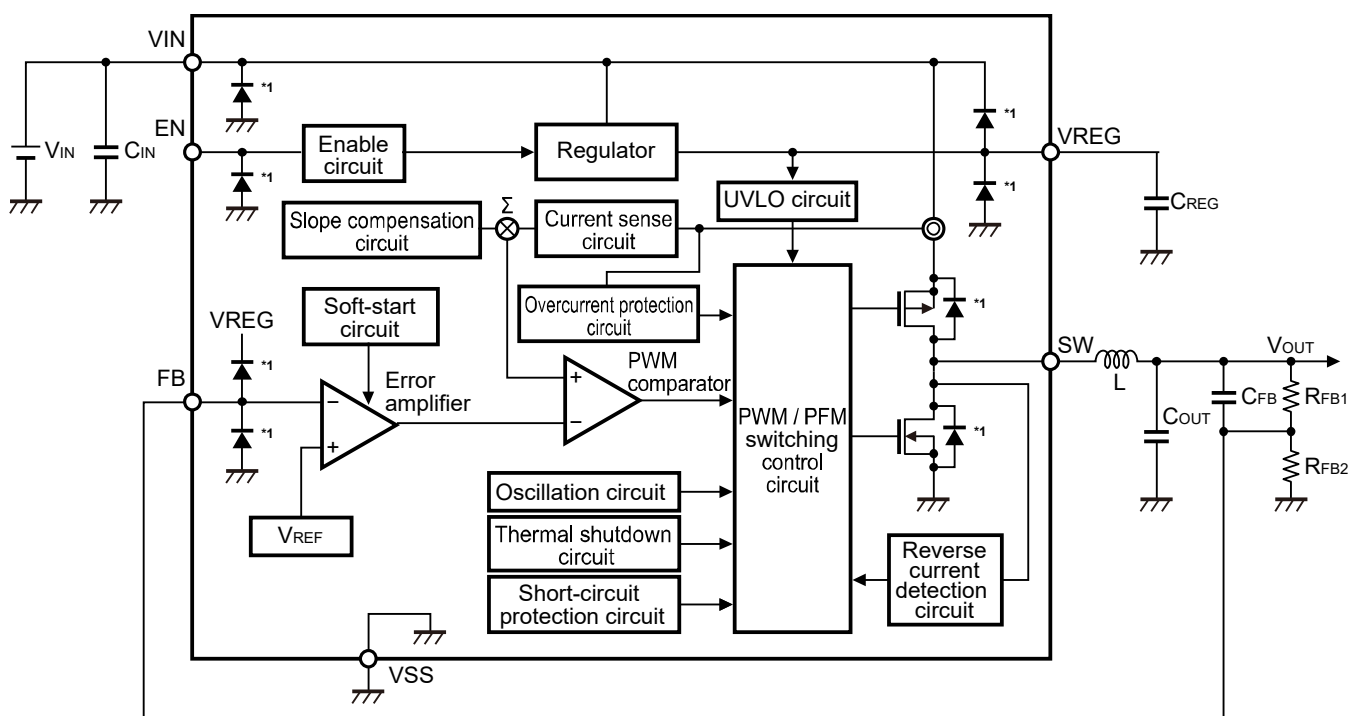 VIN
*1
*1
EN
VIN
CIN
Enable
circuit
Regulator
VREG
*1
*1
UVLO circuit
CREG
Slope compensation
circuit
Σ
Current sense
circuit
Overcurrent protection
circuit
*1
Soft-start
circuit
VREG
*1
FB
Error
amplifier
+
−
PWM
comparator
PWM / PFM
switching
control
circuit
SW
L
VOUT
CFB
RFB1
COUT
RFB2
−
+
*1
*1
VREF
Oscillation circuit
Thermal shutdown
circuit
Short-circuit
protection circuit
Reverse
current
detection
circuit
VSS